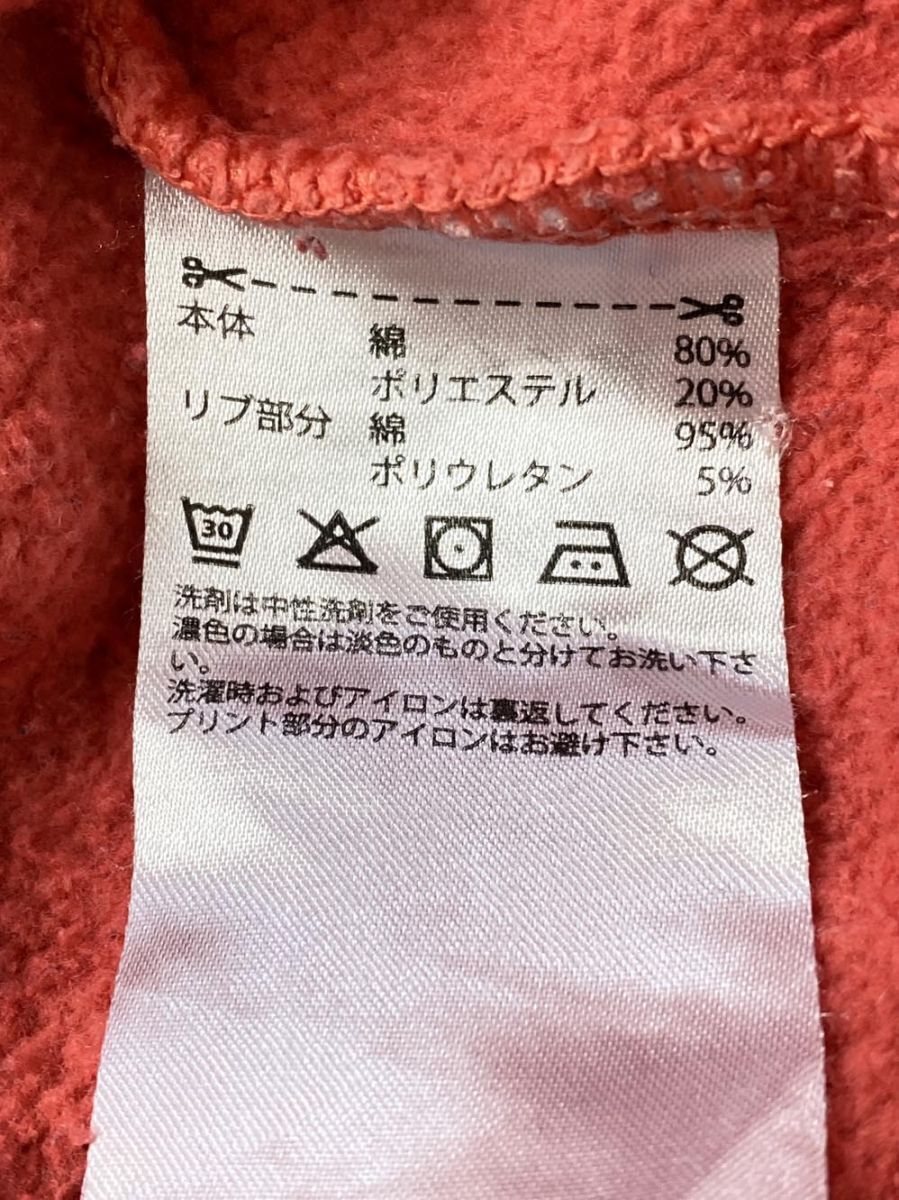 本体 綿 80%
ポリエステル 20%
リブ部分 綿 95%
ポリウレタン 5%
30
洗剤は中性洗剤をご使用ください。
濃色の場合は淡色のものと分けてお洗い下さ
い。
洗濯時およびアイロンは裏返してください。
プリント部分のアイロンはお避け下さい。